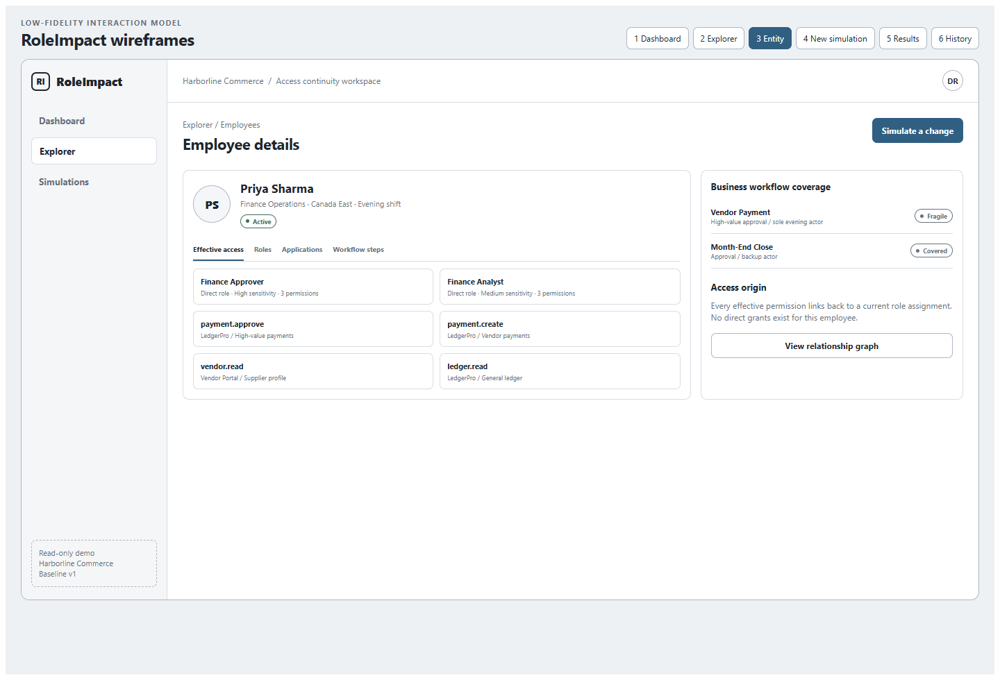 LOW-FIDELITY INTERACTION MODEL
RoleImpact wireframes
1 Dashboard
2 Explorer
3 Entity
4 New simulation
5 Results
6 History
RI
RoleImpact
Dashboard
Explorer
Simulations
Read-only demo
Harborline Commerce
Baseline v1
Harborline Commerce / Access continuity workspace
DR
Explorer / Employees
Employee details
Simulate a change
PS
Priya Sharma
Finance Operations · Canada East · Evening shift
Active
Effective access
Roles
Applications
Workflow steps
Finance Approver
Direct role · High sensitivity · 3 permissions
Finance Analyst
Direct role · Medium sensitivity · 3 permissions
payment.approve
LedgerPro / High-value payments
payment.create
LedgerPro / Vendor payments
vendor.read
Vendor Portal / Supplier profile
ledger.read
LedgerPro / General ledger
Business workflow coverage
Vendor Payment
High-value approval / sole evening actor
Fragile
Month-End Close
Approval / backup actor
Covered
Access origin
Every effective permission links back to a current role assignment.
No direct grants exist for this employee.
View relationship graph